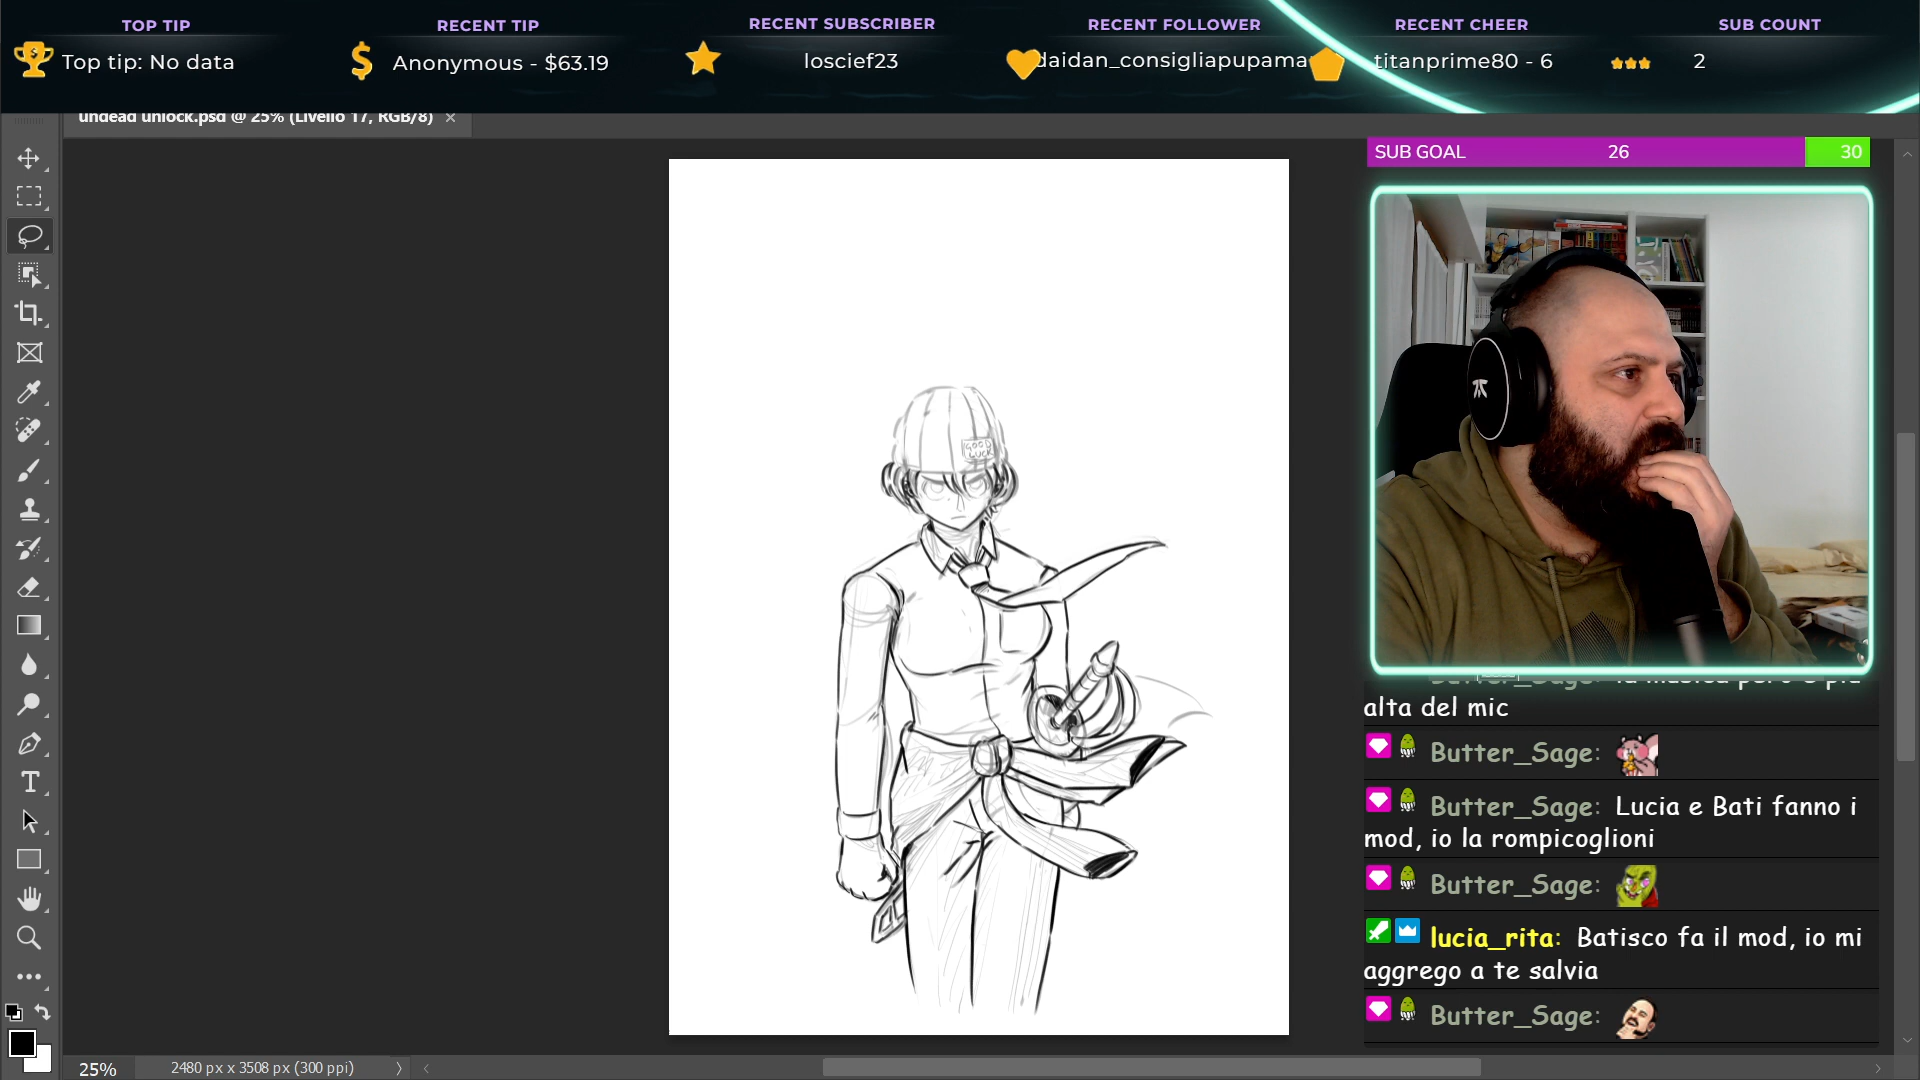 TOP TIP
Top tip: No data
RECENT TIP
Anonymous - $63.19
RECENT SUBSCRIBER
loscief23
RECENT FOLLOWER
daidan_consigliapupama
RECENT CHEER
titanprime80 - 6
SUB COUNT
2
undead unlock.psd @ 25% (Livello 17, RGB/8)
SUB GOAL 26 30
GOOD
LUCK
alta del mic
Butter_Sage:
Butter_Sage: Lucia e Bati fanno i
mod, io la rompicoglioni
Butter_Sage:
lucia_rita: Batisco fa il mod, io mi
aggrego a te salvia
Butter_Sage:
25% 2480 px x 3508 px (300 ppi)